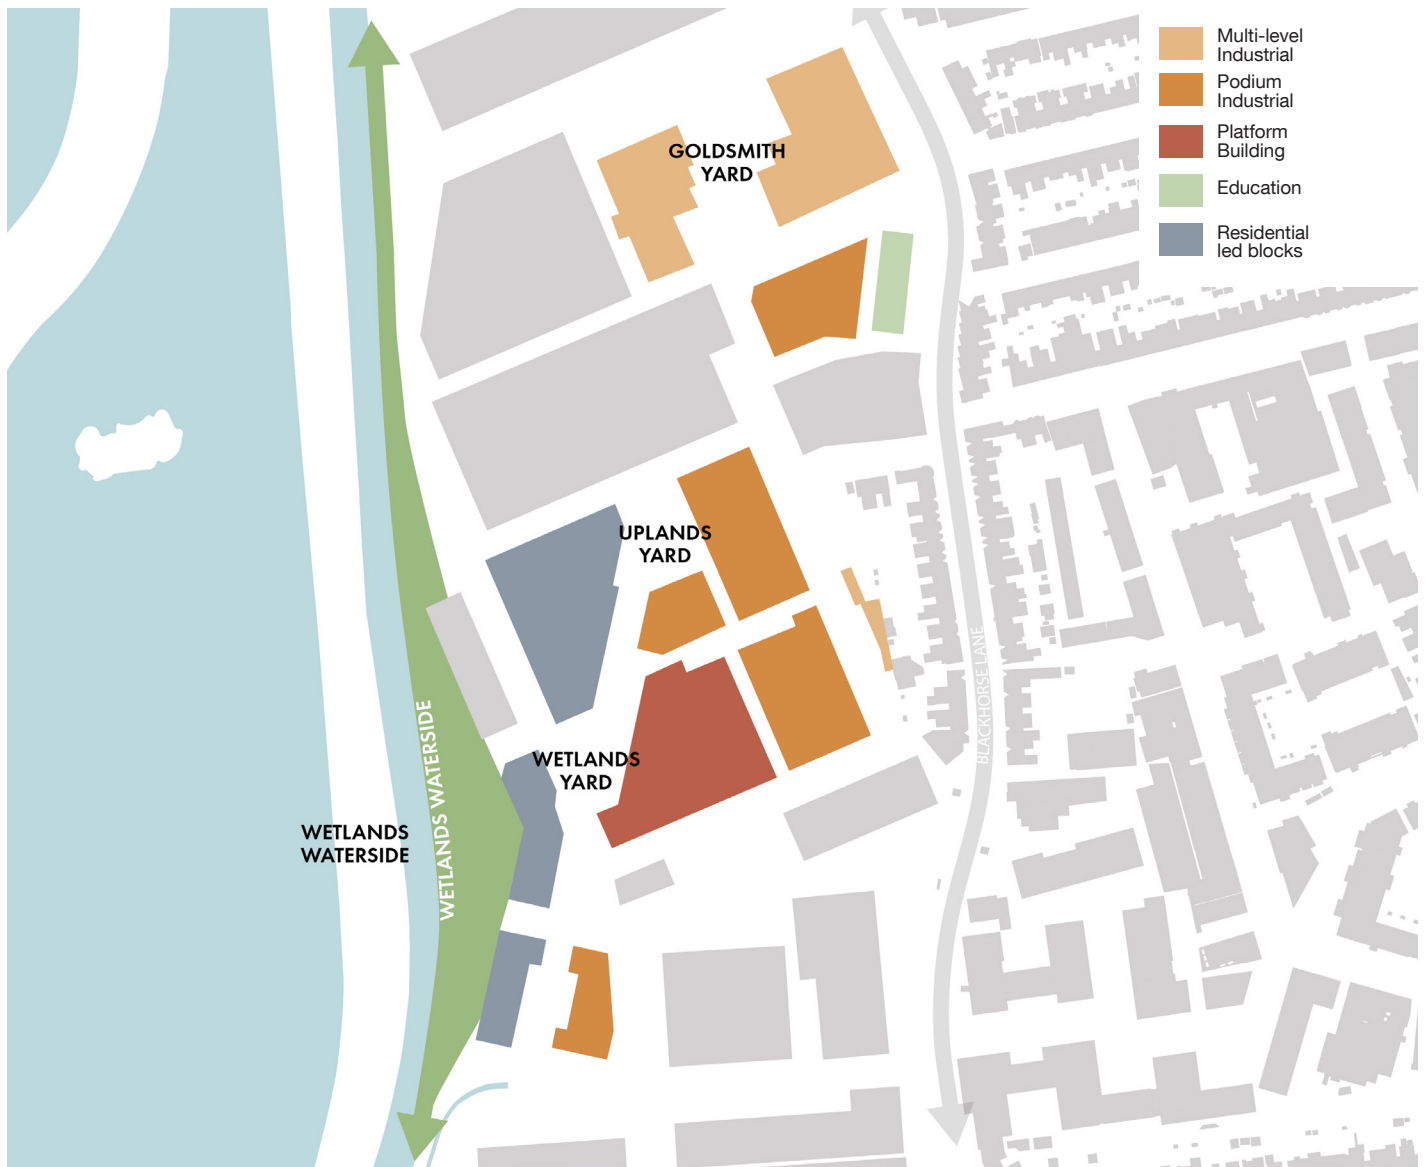 Multi-level
Industrial
Podium
Industrial
Platform
Building
Education
Residential
led blocks
GOLDSMITH
YARD
UPLANDS
YARD
WETLANDS
YARD
WETLANDS
WATERSIDE
WETLANDS WATERSIDE
BLACKHORSE LANE